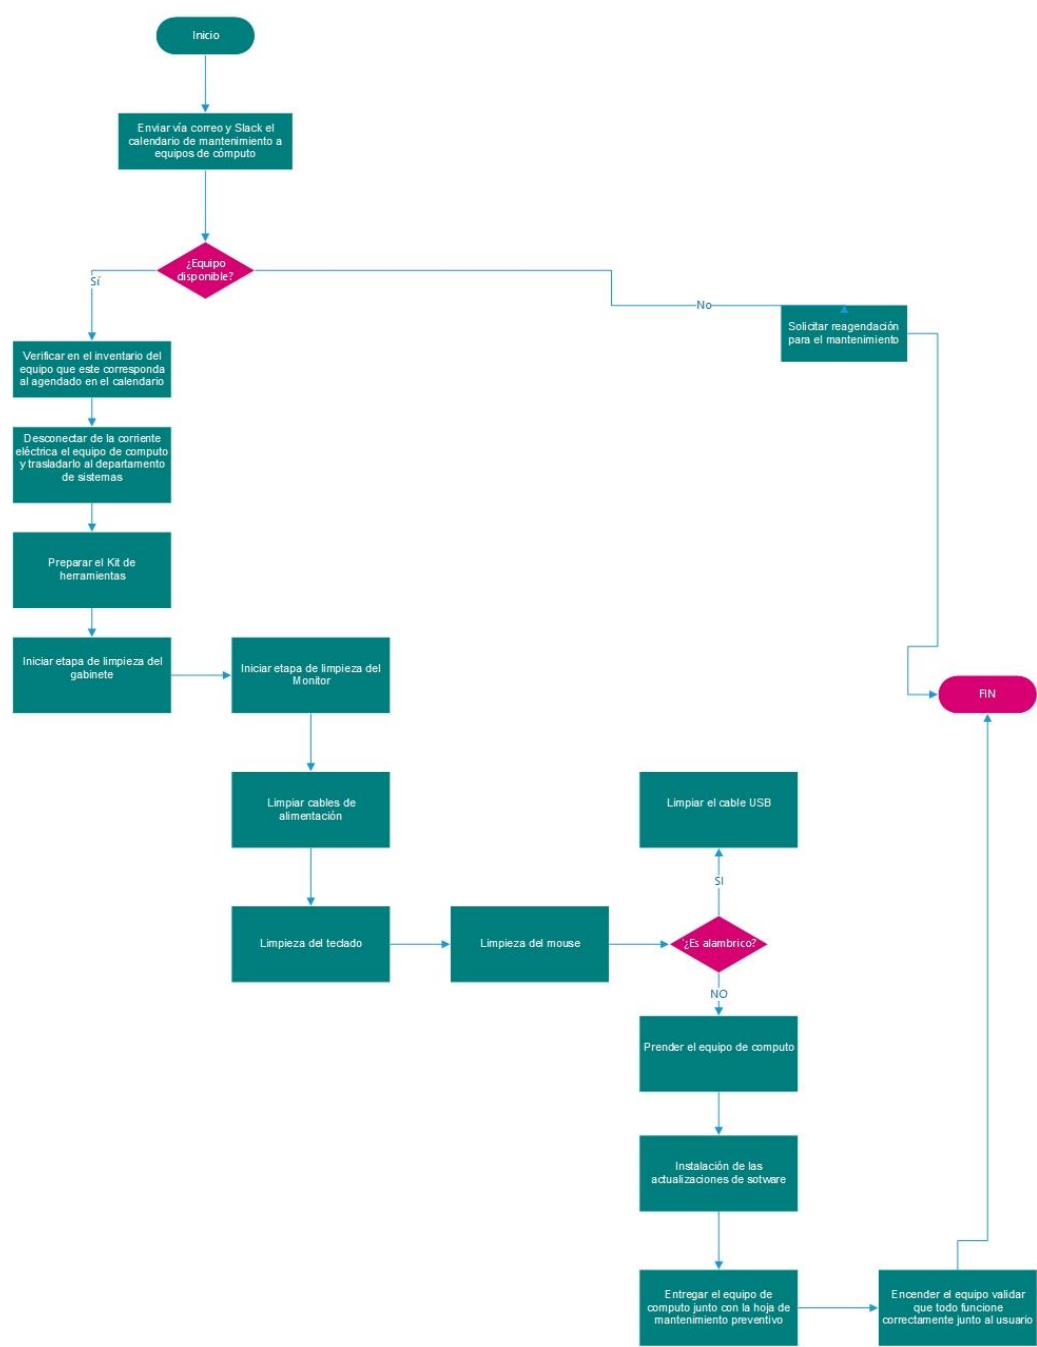 Inicio
Enviar vía correo y Slack el
calendario de mantenimiento a
equipos de cómputo
¿Equipo
disponible?
Sí
No
Solicitar reagendación
para el mantenimiento
Verificar en el inventario del
equipo que este corresponda
al agendado en el calendario
Desconectar de la corriente
eléctrica el equipo de computo
y trasladarlo al departamento
de sistemas
Preparar el Kit de
herramientas
Iniciar etapa de limpieza del
gabinete
Iniciar etapa de limpieza del
Monitor
FIN
Limpiar cables de
alimentación
Limpiar el cable USB
SI
Limpieza del teclado
Limpieza del mouse
¿Es alambrico?
NO
Prender el equipo de computo
Instalación de las
actualizaciones de sotware
Entregar el equipo de
computo junto con la hoja de
mantenimiento preventivo
Encender el equipo validar
que todo funcione
correctamente junto al usuario